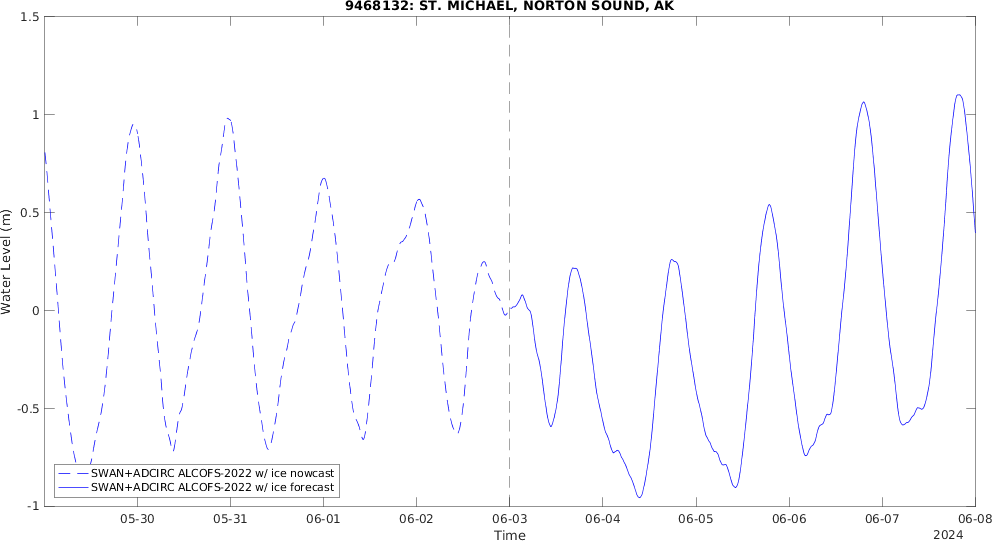 9468132: ST. MICHAEL, NORTON SOUND, AK
1.5
1
0.5
0
-0.5
-1
Water Level (m)
SWAN+ADCIRC ALCOFS-2022 w/ ice nowcast
SWAN+ADCIRC ALCOFS-2022 w/ ice forecast
05-30 05-31 06-01 06-02 06-03 06-04 06-05 06-06 06-07 06-08
Time
2024